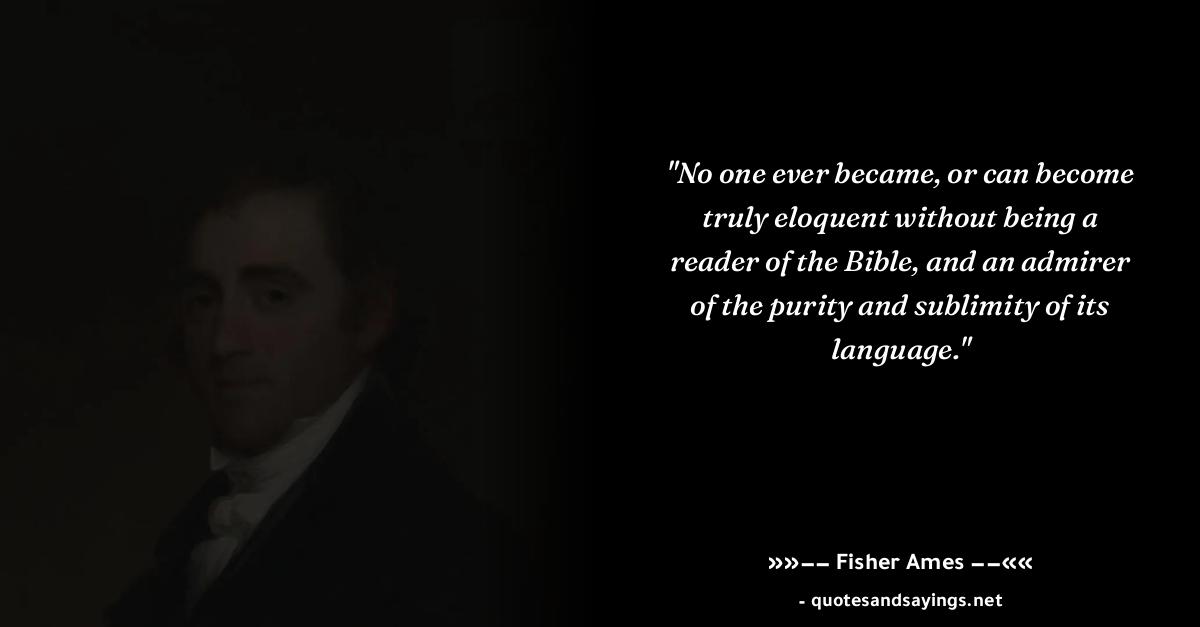 "No one ever became, or can become
truly eloquent without being a
reader of the Bible, and an admirer
of the purity and sublimity of its
language."
»»−− Fisher Ames −−««
- quotesandsayings.net